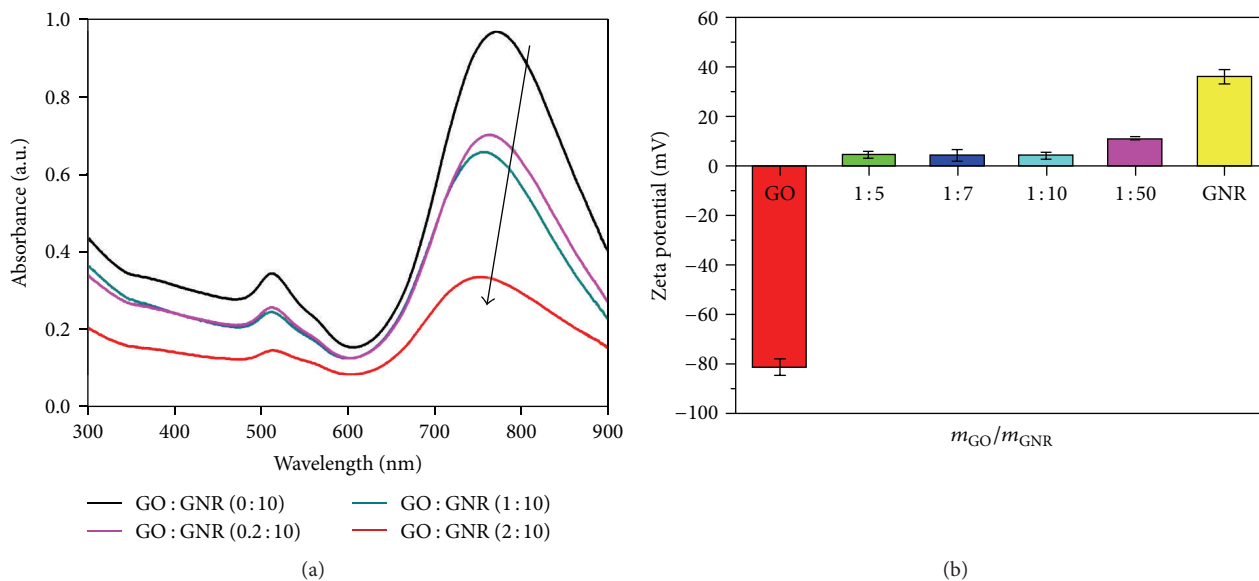 1.0
0.8
0.6
0.4
0.2
0.0
Absorbance (a.u.)
300 400 500 600 700 800 900
Wavelength (nm)
GO : GNR (0 : 10)
GO : GNR (0.2 : 10)
GO : GNR (1 : 10)
GO : GNR (2 : 10)
(a)
60
40
20
0
−20
−40
−60
−80
−100
Zeta potential (mV)
GO 1 : 5 1 : 7 1 : 10 1 : 50 GNR
m_GO/m_GNR
(b)